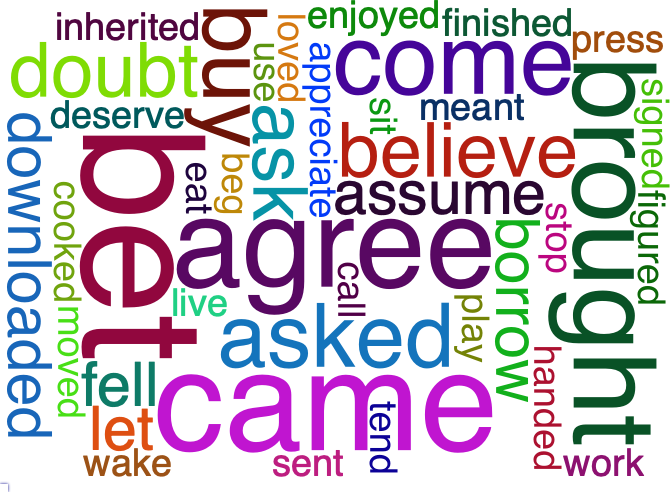 inherited
buy
loved
enjoyed
finished
press
doubt
use
appreciate
come
brought
signed
deserve
sit
meant
downloaded
bet
ask
believe
eat
beg
assume
cooked
agree
stop
figured
live
call
borrow
asked
play
moved
fell
came
handed
let
tend
wake
sent
work